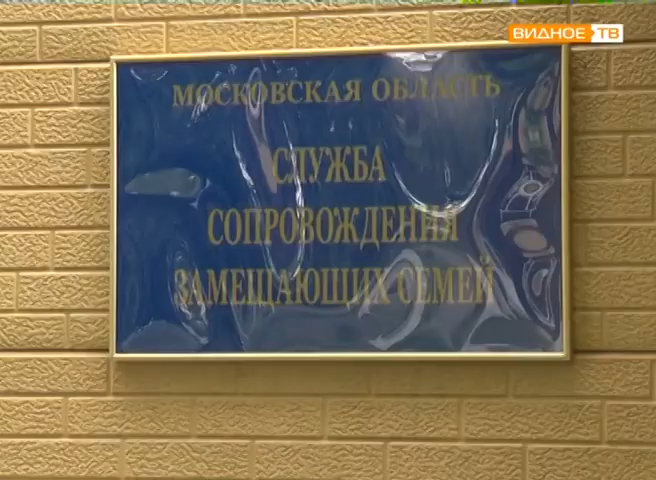 ВИДНОЕ ТВ
МОСКОВСКАЯ ОБЛАСТЬ
СЛУЖБА
СОПРОВОЖДЕНИЯ
ЗАМЕЩАЮЩИХ СЕМЕЙ